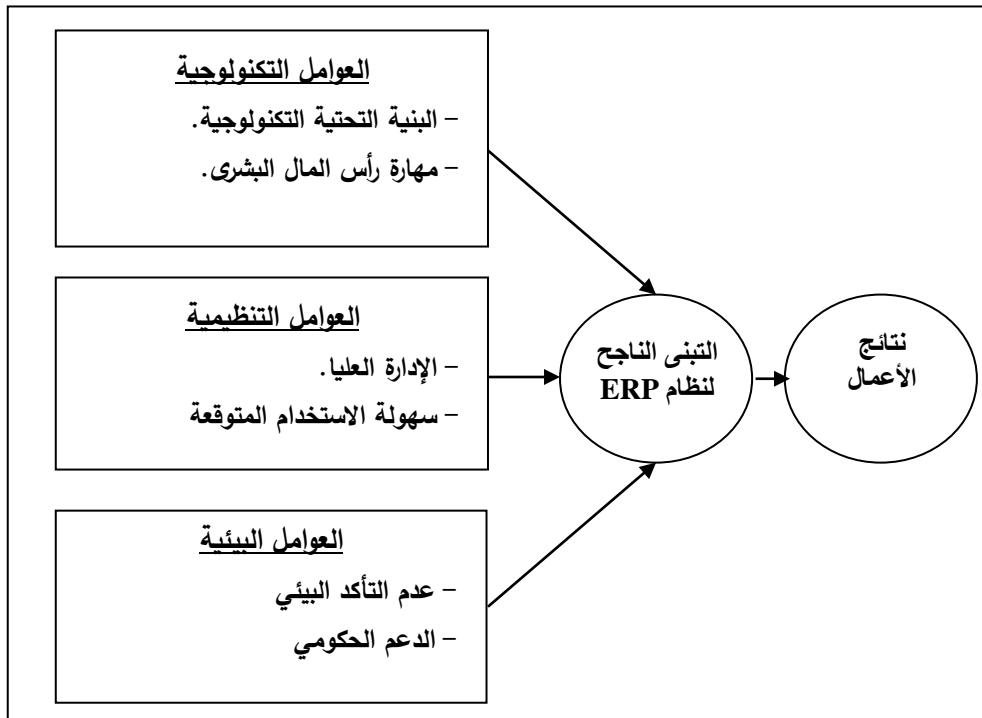 العوامل التكنولوجية
– البنية التحتية التكنولوجية.
– مهارة رأس المال البشرى.
العوامل التنظيمية
– الإدارة العليا.
– سهولة الاستخدام المتوقعة
العوامل البيئية
– عدم التأكد البيئي
– الدعم الحكومي
التبنى الناجح
لنظام ERP
نتائج
الأعمال